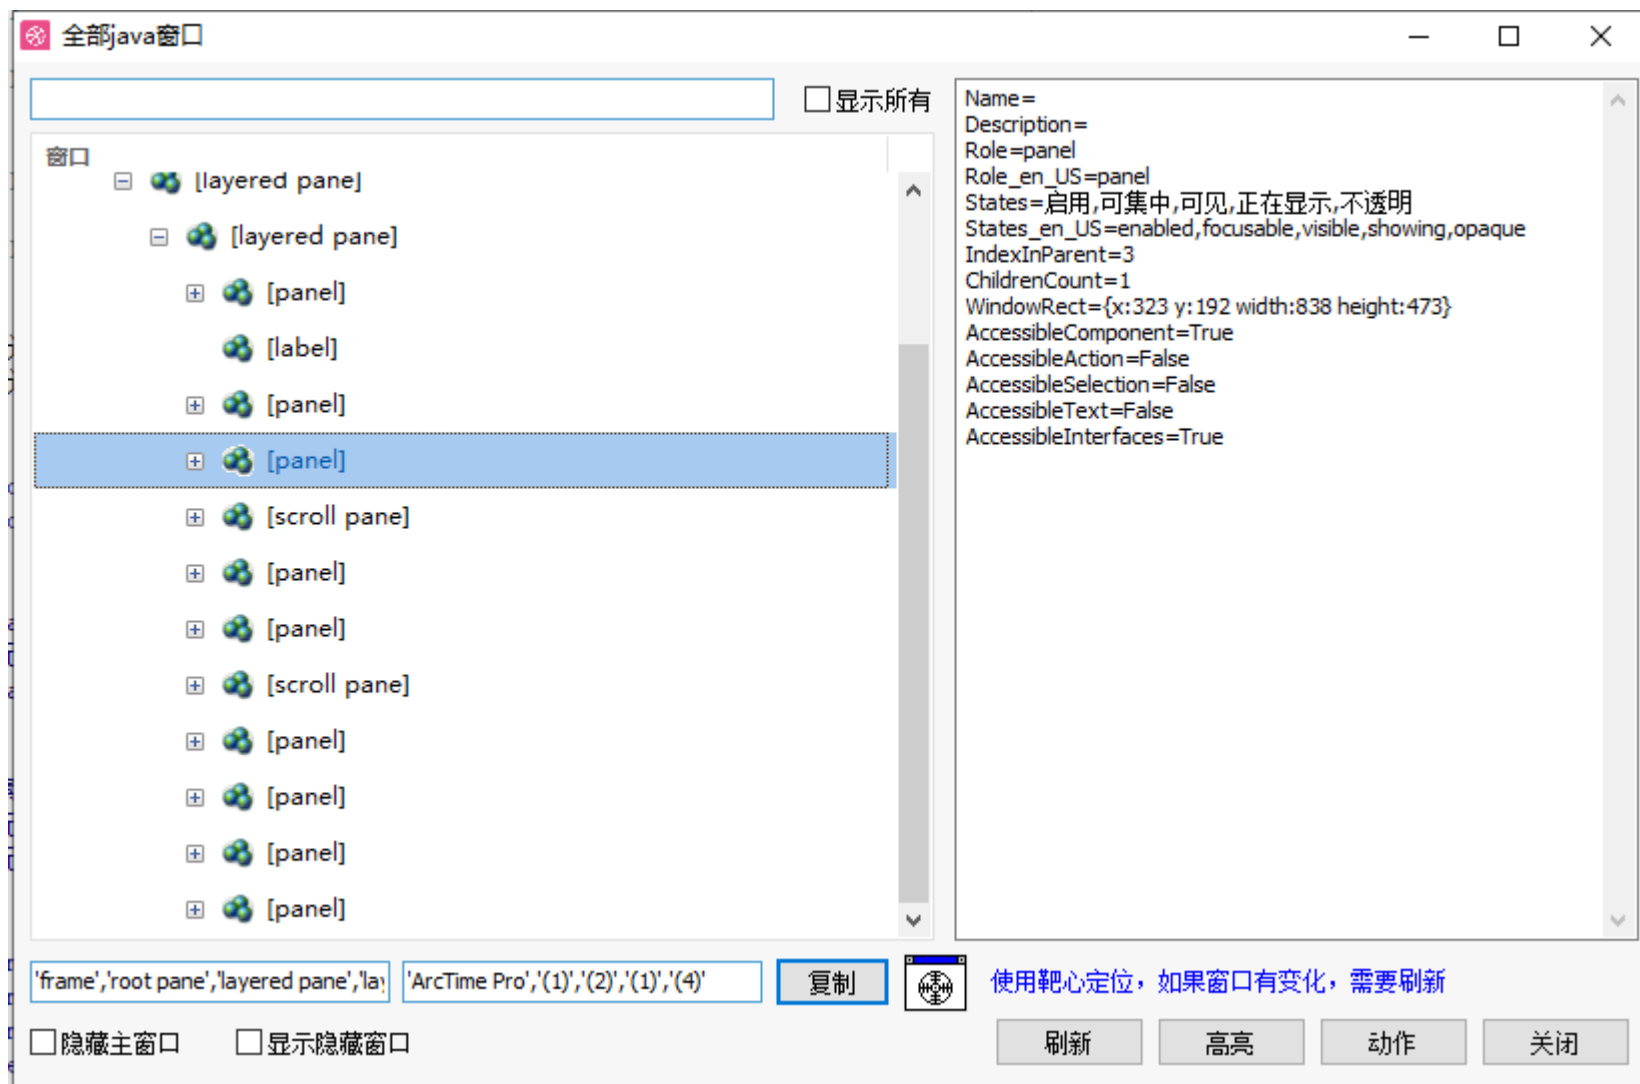 全部java窗口
显示所有
窗口
[layered pane]
[layered pane]
[panel]
[label]
[panel]
[panel]
[scroll pane]
[panel]
[panel]
[scroll pane]
[panel]
[panel]
[panel]
[panel]
Name=
Description=
Role=panel
Role_en_US=panel
States=启用,可集中,可见,正在显示,不透明
States_en_US=enabled,focusable,visible,showing,opaque
IndexInParent=3
ChildrenCount=1
WindowRect={x:323 y:192 width:838 height:473}
AccessibleComponent=True
AccessibleAction=False
AccessibleSelection=False
AccessibleText=False
AccessibleInterfaces=True
'frame','root pane','layered pane','lay
'ArcTime Pro','(1)','(2)','(1)','(4)'
复制
使用靶心定位，如果窗口有变化，需要刷新
隐藏主窗口
显示隐藏窗口
刷新
高亮
动作
关闭